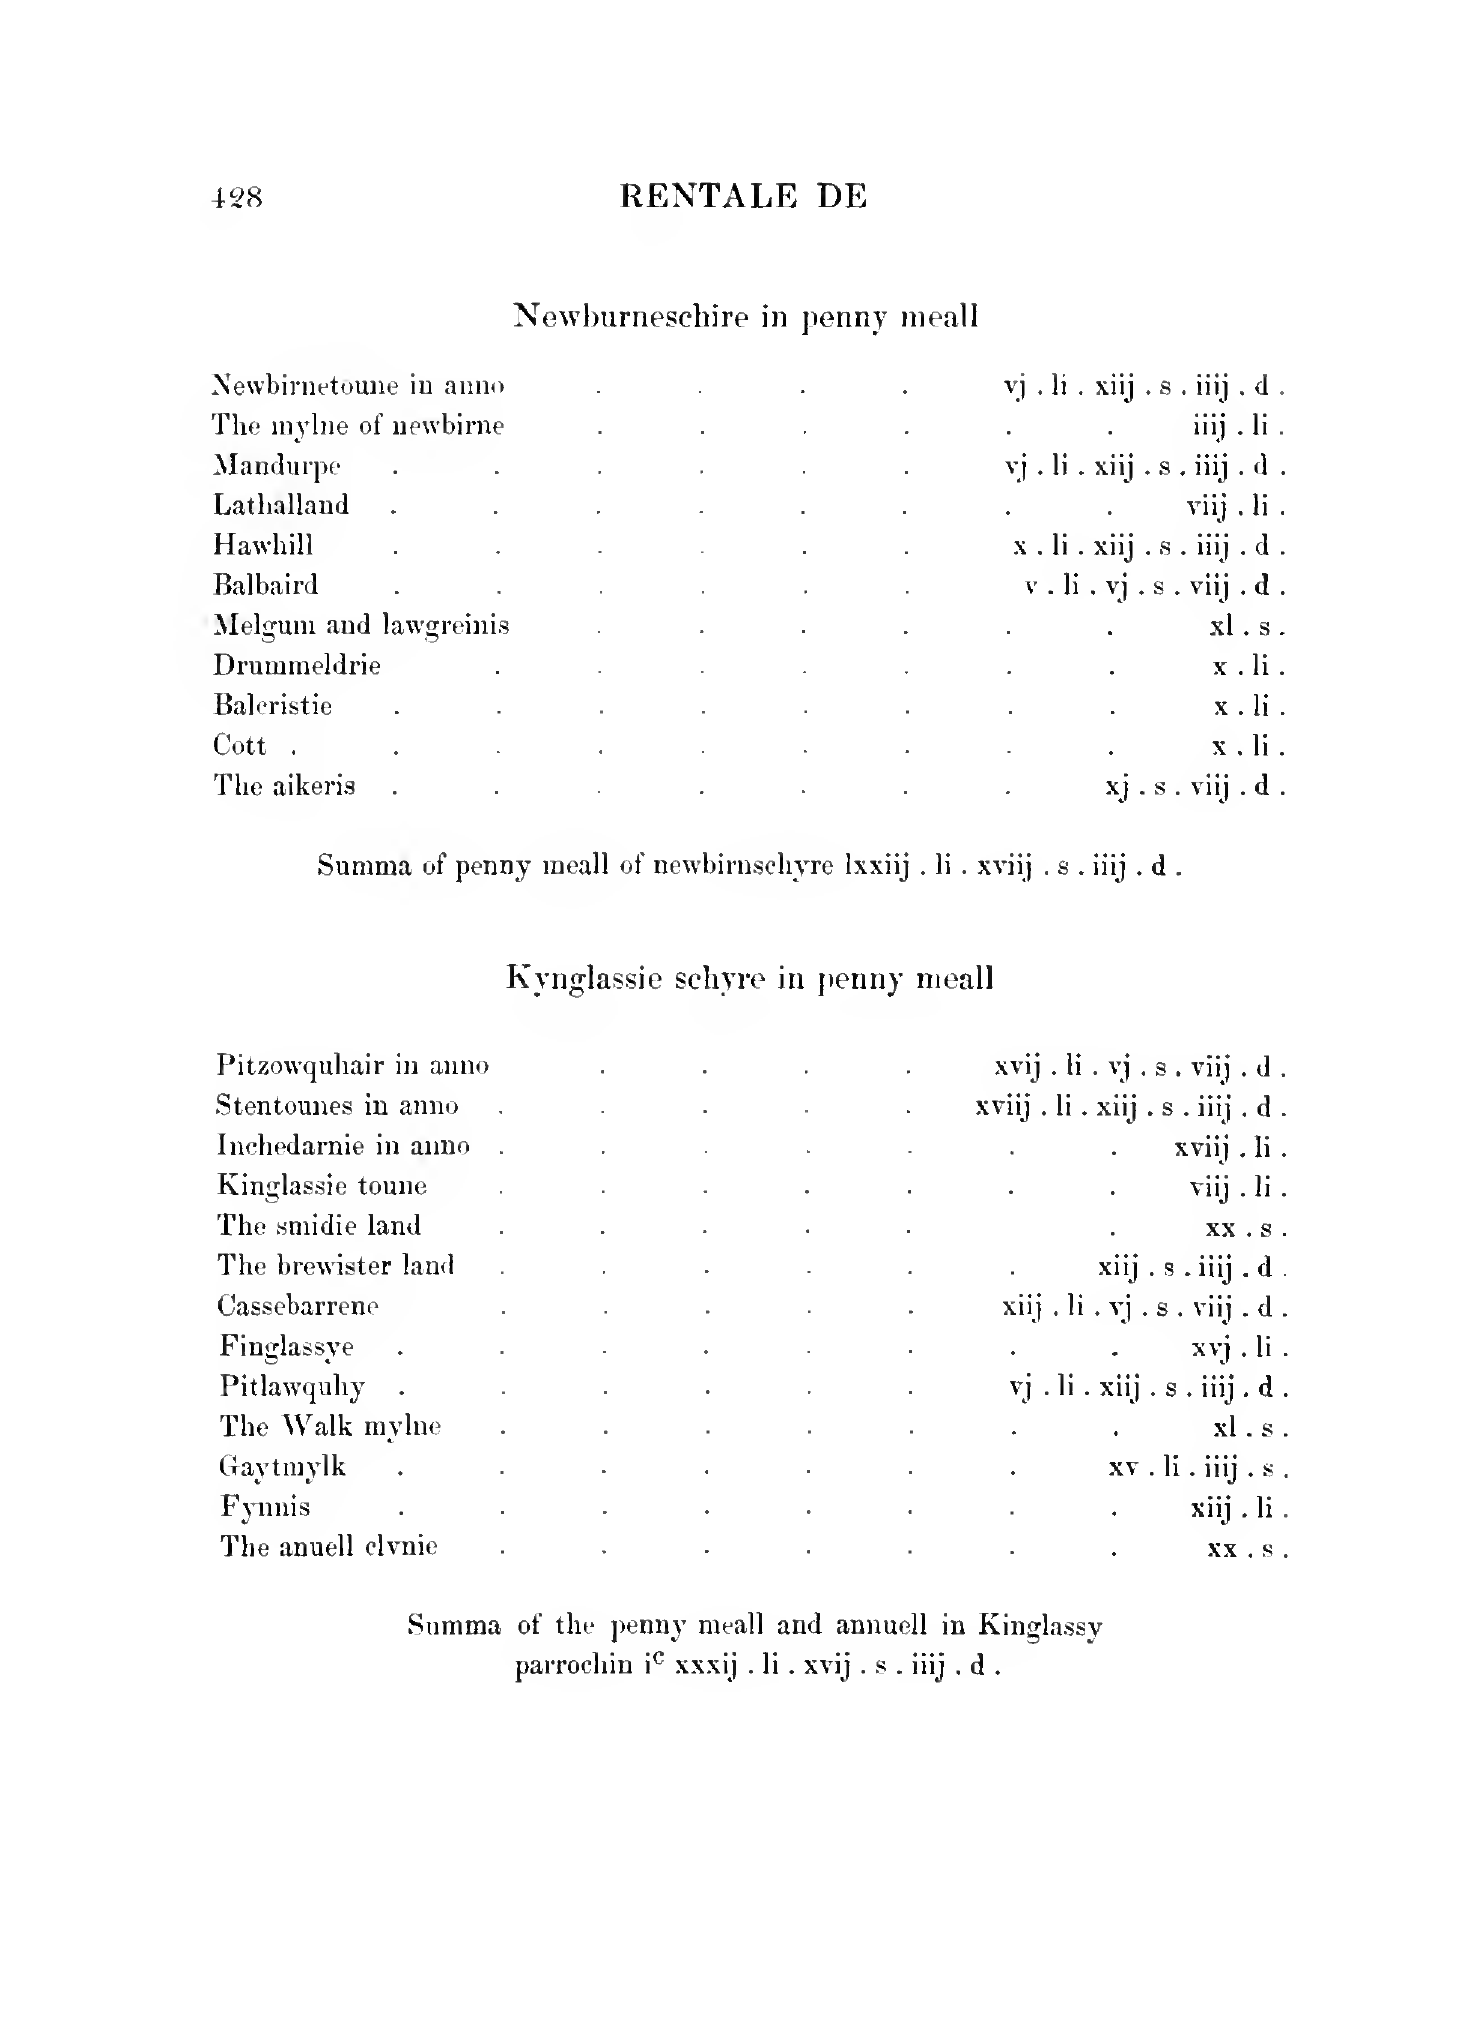 428 RENTALE DE
Newburneschire in penny meall
Newbirnetoune in anno . . . . vj . li . xiij . s . iiij . d .
The mylne of newbirne . . . . . . iiij . li .
Mandurpe . . . . . . vj . li . xiij . s . iiij . d .
Lathalland . . . . . . . . viij . li .
Hawhill . . . . . . x . li . xiij . s . iiij . d .
Balbaird . . . . . . v . li . vj . s . viij . d .
Melgum and lawgreinis . . . . . . xl . s .
Drummeldrie . . . . . . . x . li .
Balcristie . . . . . . . . x . li .
Cott . . . . . . . . . x . li .
The aikeris . . . . . . . xj . s . viij . d .
Summa of penny meall of newbirnschyre lxxiij . li . xviij . s . iiij . d .
Kynglassie schyre in penny meall
Pitzowquhair in anno . . . . xvij . li . vj . s . viij . d .
Stentounes in anno . . . . . xviij . li . xiij . s . iiij . d .
Inchedarnie in anno . . . . . . . xviij . li .
Kinglassie toune . . . . . . . viij . li .
The smidie land . . . . . . xx . s .
The brewister land . . . . . . xiij . s . iiij . d .
Cassebarrene . . . . . xiij . li . vj . s . viij . d .
Finglassye . . . . . . . . xvj . li .
Pitlawquhy . . . . . . vj . li . xiij . s . iiij . d .
The Walk mylne . . . . . . . xl . s .
Gaytmylk . . . . . . . xv . li . iiij . s .
Fynnis . . . . . . . . xiij . li .
The anuell clvnie . . . . . . . xx . s .
Summa of the penny meall and annuell in Kinglassy
parrochin iᶜ xxxij . li . xvij . s . iiij . d .